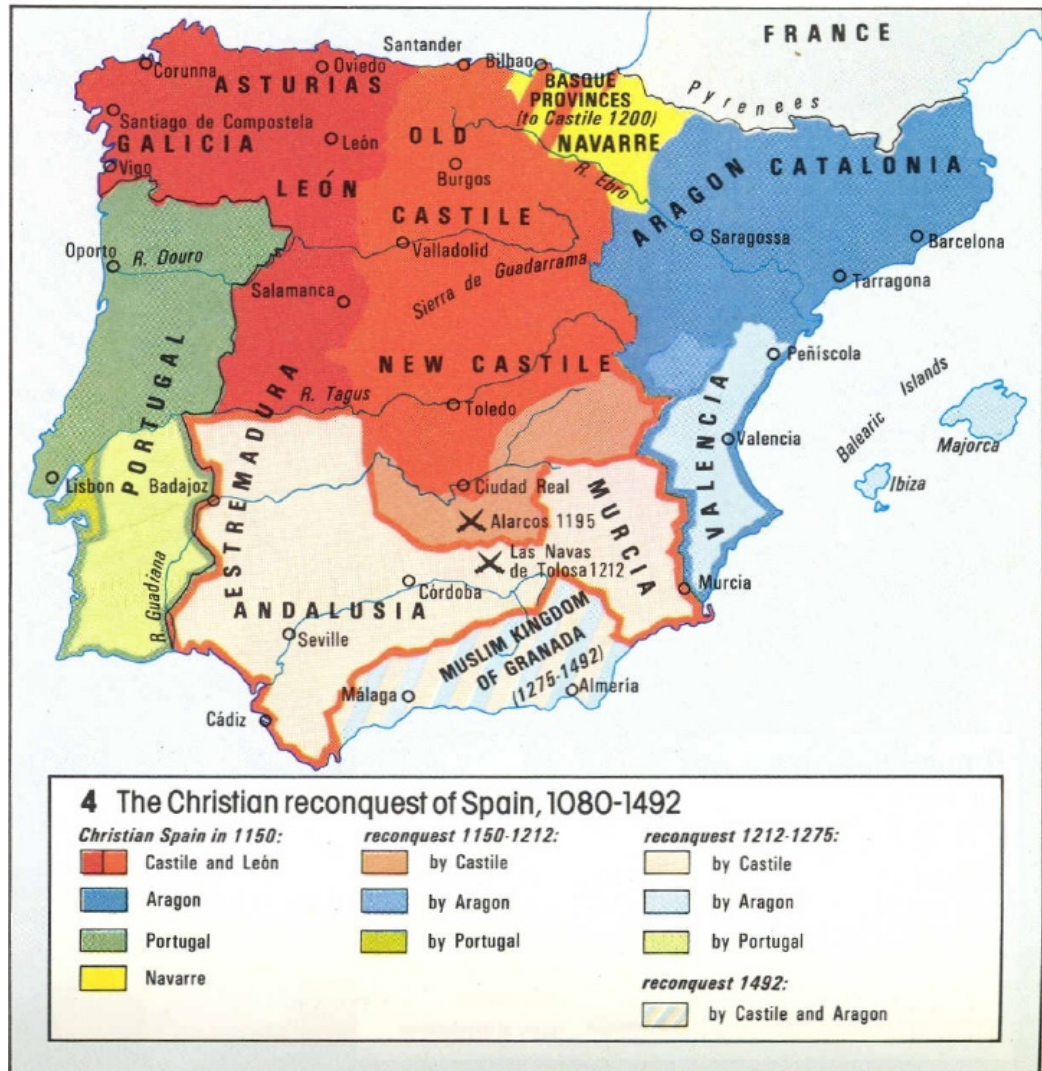 FRANCE
Santander
Bilbao
Corunna
Oviedo
ASTURIAS
BASQUE
PROVINCES
(to Castile 1200)
Pyrenees
Santiago de Compostela
GALICIA
León
OLD
NAVARRE
Vigo
Burgos
R. Ebro
ARAGON
CATALONIA
LEÓN
CASTILE
Oporto
R. Douro
Valladolid
Saragossa
Barcelona
Sierra de Guadarrama
Salamanca
Tarragona
NEW CASTILE
Peñíscola
PORTUGAL
R. Tagus
Toledo
ESTREMADURA
VALENCIA
Valencia
Balearic Islands
Majorca
Ibiza
Lisbon
Badajoz
Ciudad Real
MURCIA
Alarcos 1195
Las Navas
de Tolosa 1212
R. Guadiana
Córdoba
Murcia
ANDALUSIA
Seville
MUSLIM KINGDOM
OF GRANADA
(1275-1492)
Málaga
Almería
Cádiz
4 The Christian reconquest of Spain, 1080-1492
Christian Spain in 1150:
Castile and León
Aragon
Portugal
Navarre
reconquest 1150-1212:
by Castile
by Aragon
by Portugal
reconquest 1212-1275:
by Castile
by Aragon
by Portugal
reconquest 1492:
by Castile and Aragon